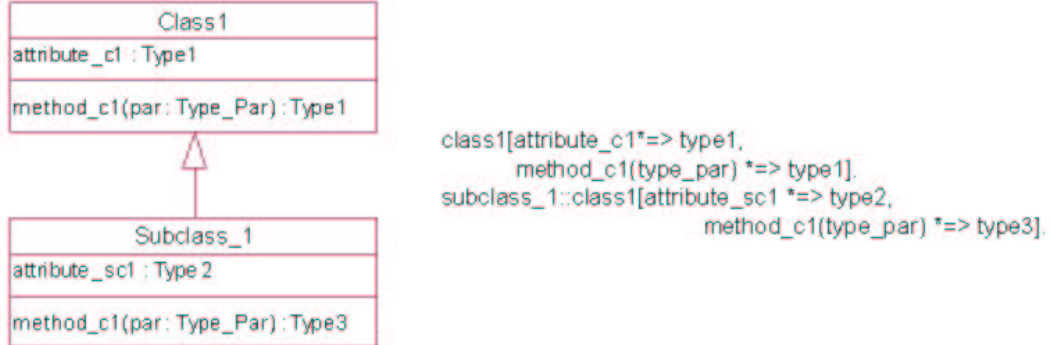 Class1
attribute_c1 : Type1
method_c1(par: Type_Par) : Type1
Subclass_1
attribute_sc1 : Type 2
method_c1(par: Type_Par) : Type3
class1[attribute_c1*=> type1,
method_c1(type_par) *=> type1].
subclass_1::class1[attribute_sc1 *=> type2,
method_c1(type_par) *=> type3].